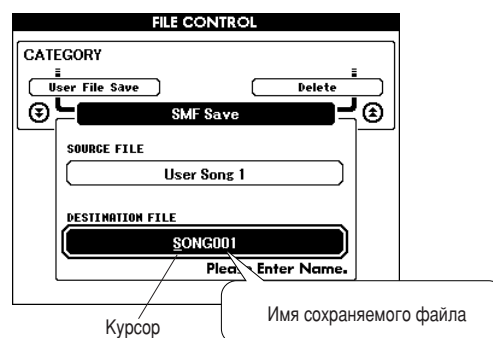 FILE CONTROL
CATEGORY
User File Save
Delete
SMF Save
SOURCE FILE
User Song 1
DESTINATION FILE
SONG001
Enter Name.
Курсор
Имя сохраняемого файла